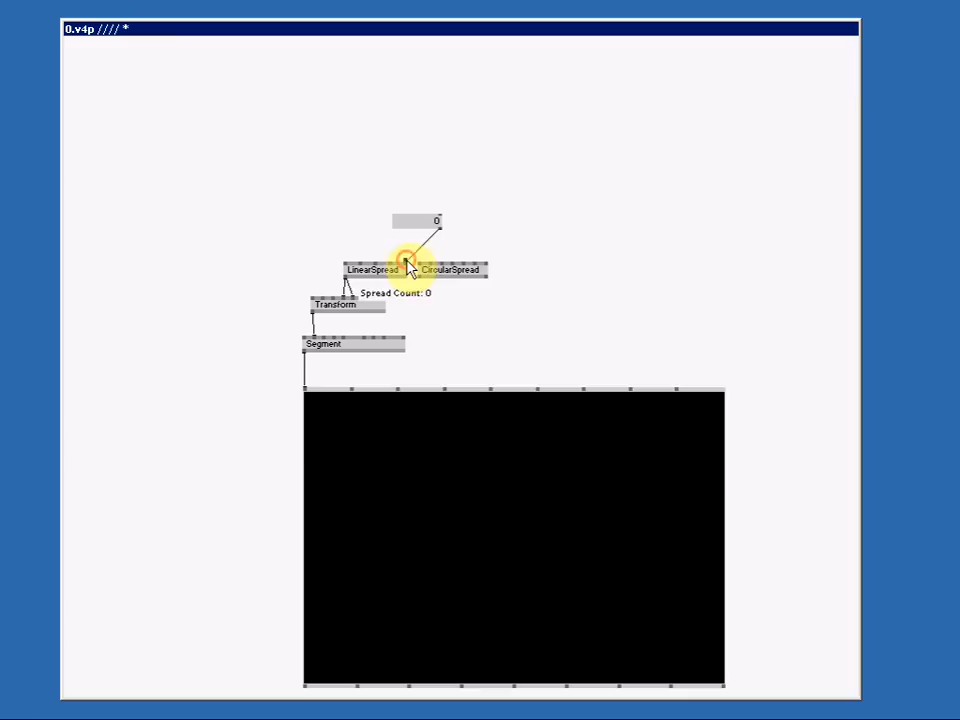 0.v4p //// *
0
LinearSpread
CircularSpread
Spread Count: 0
Transform
Segment